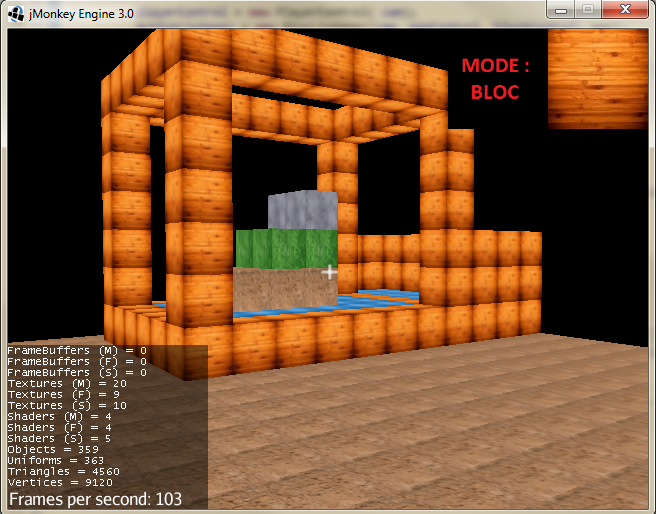 jMonkey Engine 3.0
MODE :
BLOC
FrameBuffers (M) = 0
FrameBuffers (F) = 0
FrameBuffers (S) = 0
Textures (M) = 20
Textures (F) = 9
Textures (S) = 10
Shaders (M) = 4
Shaders (F) = 4
Shaders (S) = 5
Objects = 359
Uniforms = 363
Triangles = 4560
Vertices = 9120
Frames per second: 103